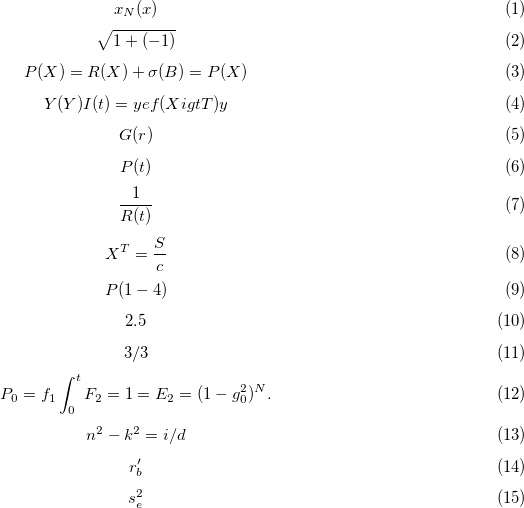 x_N(x) (1)
\sqrt{1 + (-1)} (2)
P(X) = R(X) + σ(B) = P(X) (3)
Y(Y)I(t) = yef(XigtT)y (4)
G(r) (5)
P(t) (6)
\frac{1}{R(t)} (7)
X^T = \frac{S}{c} (8)
P(1 − 4) (9)
2.5 (10)
3/3 (11)
P_0 = f_1 \int_0^t F_2 = 1 = E_2 = (1 − g_0^2)^N. (12)
n^2 − k^2 = i/d (13)
r_b′ (14)
s_e^2 (15)